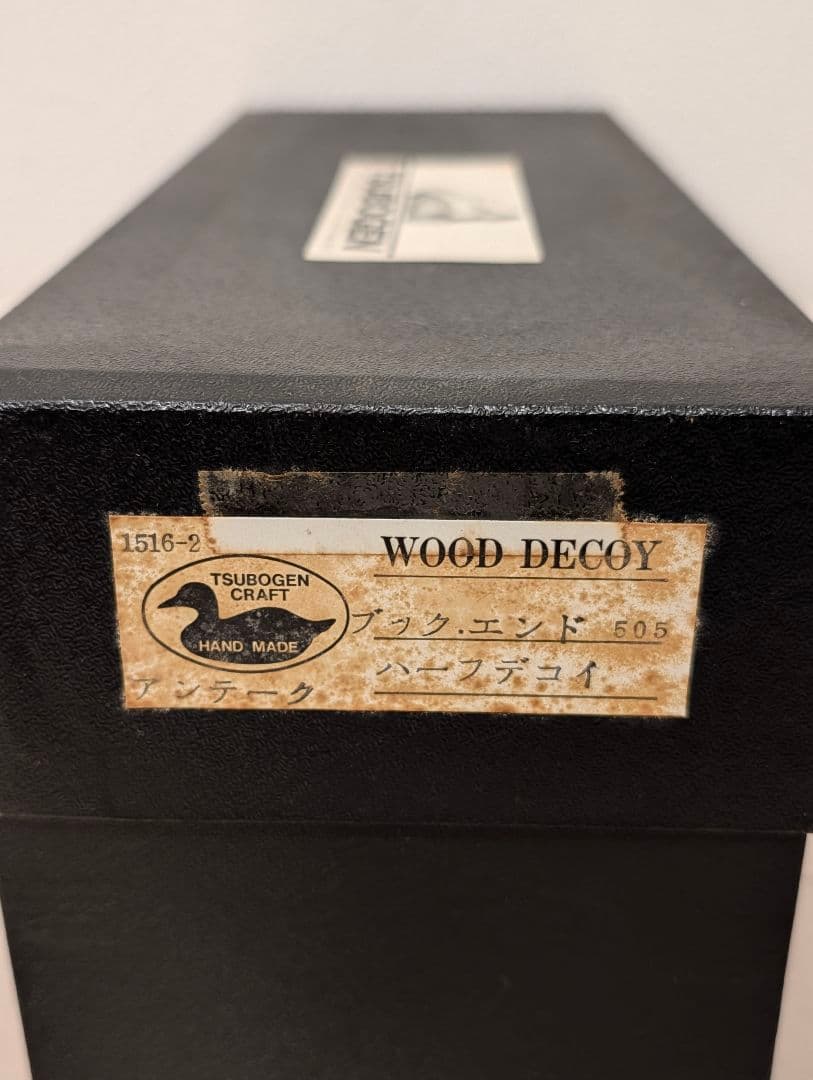 TSUBOGEN
1516-2
WOOD DECOY
TSUBOGEN
CRAFT
HAND MADE
ブック.エンド 505
ハーフデコイ
アンテーク